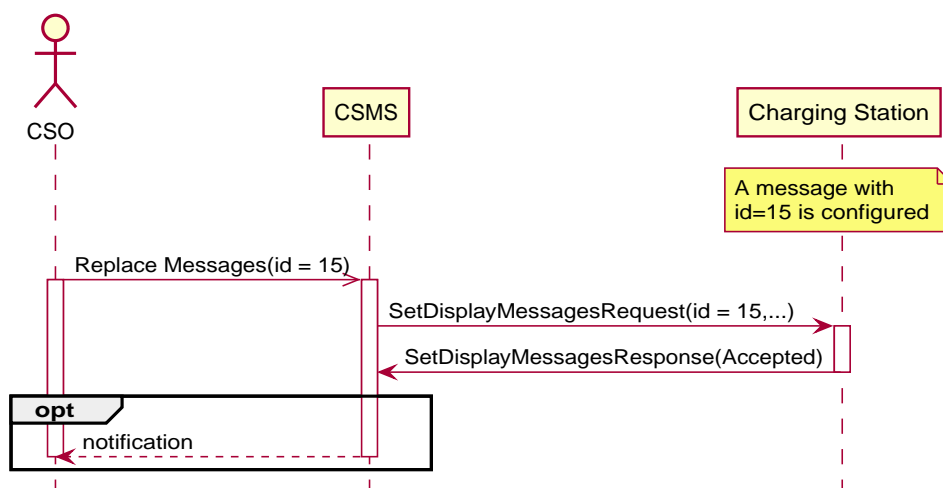 CSO
CSMS
Charging Station
A message with
id=15 is configured
Replace Messages(id = 15)
SetDisplayMessagesRequest(id = 15,...)
SetDisplayMessagesResponse(Accepted)
opt
notification